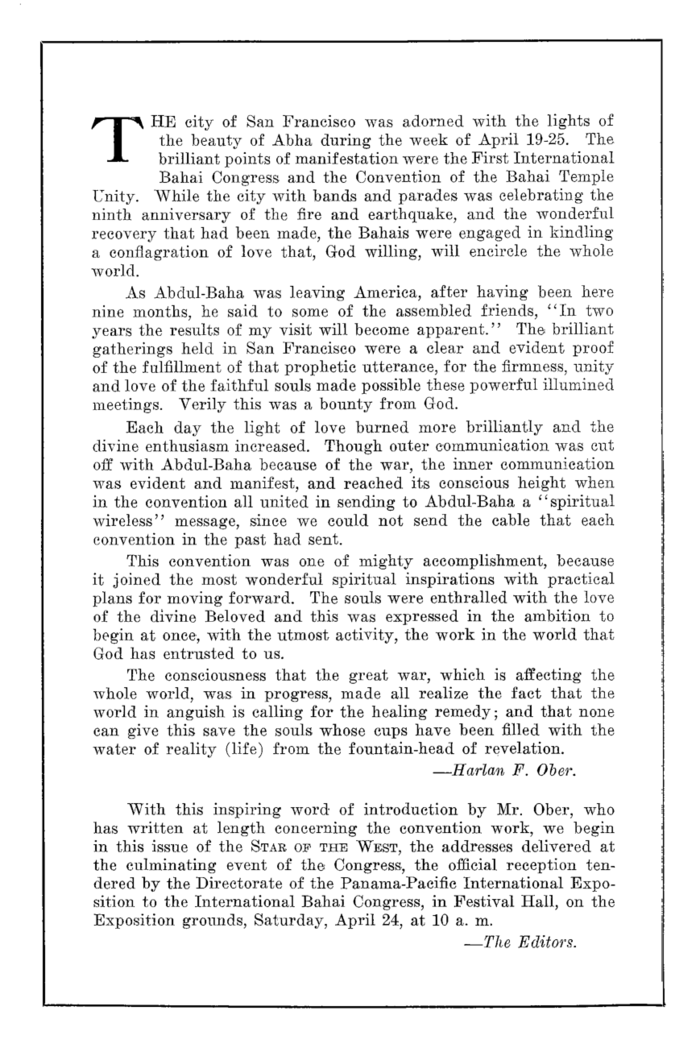 THE city of San Francisco was adorned with the lights of
the beauty of Abha during the week of April 19-25. The
brilliant points of manifestation were the First International
Bahai Congress and the Convention of the Bahai Temple
Unity. While the city with bands and parades was celebrating the
ninth anniversary of the fire and earthquake, and the wonderful
recovery that had been made, the Bahais were engaged in kindling
a conflagration of love that, God willing, will encircle the whole
world.
As Abdul-Baha was leaving America, after having been here
nine months, he said to some of the assembled friends, "In two
years the results of my visit will become apparent." The brilliant
gatherings held in San Francisco were a clear and evident proof
of the fulfillment of that prophetic utterance, for the firmness, unity
and love of the faithful souls made possible these powerful illumined
meetings. Verily this was a bounty from God.
Each day the light of love burned more brilliantly and the
divine enthusiasm increased. Though outer communication was cut
off with Abdul-Baha because of the war, the inner communication
was evident and manifest, and reached its conscious height when
in the convention all united in sending to Abdul-Baha a "spiritual
wireless" message, since we could not send the cable that each
convention in the past had sent.
This convention was one of mighty accomplishment, because
it joined the most wonderful spiritual inspirations with practical
plans for moving forward. The souls were enthralled with the love
of the divine Beloved and this was expressed in the ambition to
begin at once, with the utmost activity, the work in the world that
God has entrusted to us.
The consciousness that the great war, which is affecting the
whole world, was in progress, made all realize the fact that the
world in anguish is calling for the healing remedy; and that none
can give this save the souls whose cups have been filled with the
water of reality (life) from the fountain-head of revelation.
—Harlan F. Ober.
With this inspiring word of introduction by Mr. Ober, who
has written at length concerning the convention work, we begin
in this issue of the STAR OF THE WEST, the addresses delivered at
the culminating event of the Congress, the official reception ten-
dered by the Directorate of the Panama-Pacific International Expo-
sition to the International Bahai Congress, in Festival Hall, on the
Exposition grounds, Saturday, April 24, at 10 a. m.
—The Editors.